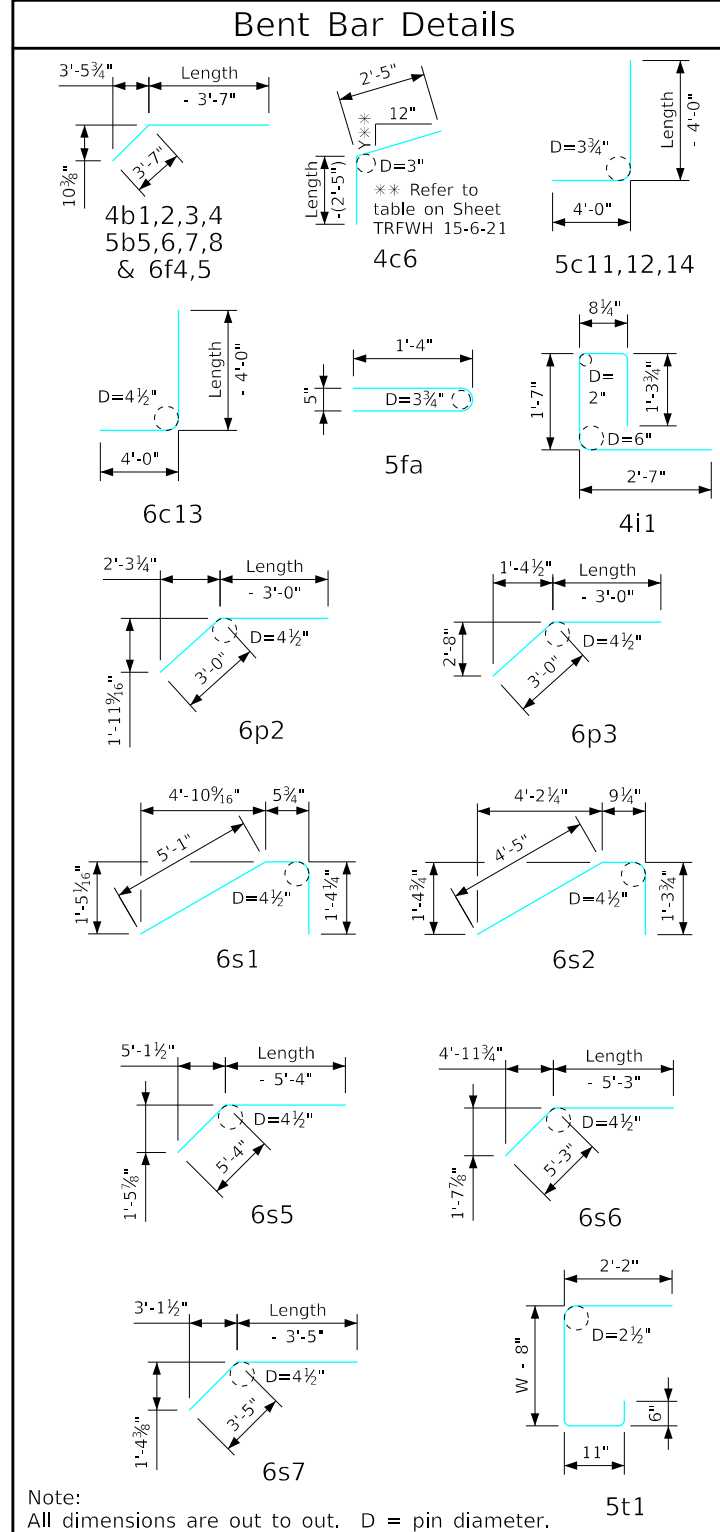 Bent Bar Details
3'-5¾"
Length
- 3'-7"
10⅜"
3'-7"
4b1,2,3,4
5b5,6,7,8
& 6f4,5
2'-5"
12"
Y**
D=3"
Length
-(2'-5")
** Refer to
table on Sheet
TRFWH 15-6-21
4c6
Length
- 4'-0"
D=3¾"
4'-0"
5c11,12,14
Length
- 4'-0"
D=4½"
4'-0"
6c13
1'-4"
5"
D=3¾"
5fa
8¼"
1'-7"
D=
2"
1'-3¾"
D=6"
2'-7"
4i1
2'-3¼"
Length
- 3'-0"
D=4½"
1'-11⁹⁄₁₆"
3'-0"
6p2
1'-4½"
Length
- 3'-0"
D=4½"
2'-8"
3'-0"
6p3
4'-10⁹⁄₁₆"
5¾"
5'-1"
1'-5¹⁄₁₆"
D=4½"
1'-4¼"
6s1
4'-2¼"
9¼"
4'-5"
1'-4¾"
D=4½"
1'-3¾"
6s2
5'-1½"
Length
- 5'-4"
D=4½"
1'-5⅞"
5'-4"
6s5
4'-11¾"
Length
- 5'-3"
D=4½"
1'-7⅞"
5'-3"
6s6
3'-1½"
Length
- 3'-5"
D=4½"
1'-4⅜"
3'-5"
6s7
2'-2"
D=2½"
W - 8"
6"
11"
5t1
Note:
All dimensions are out to out. D = pin diameter.